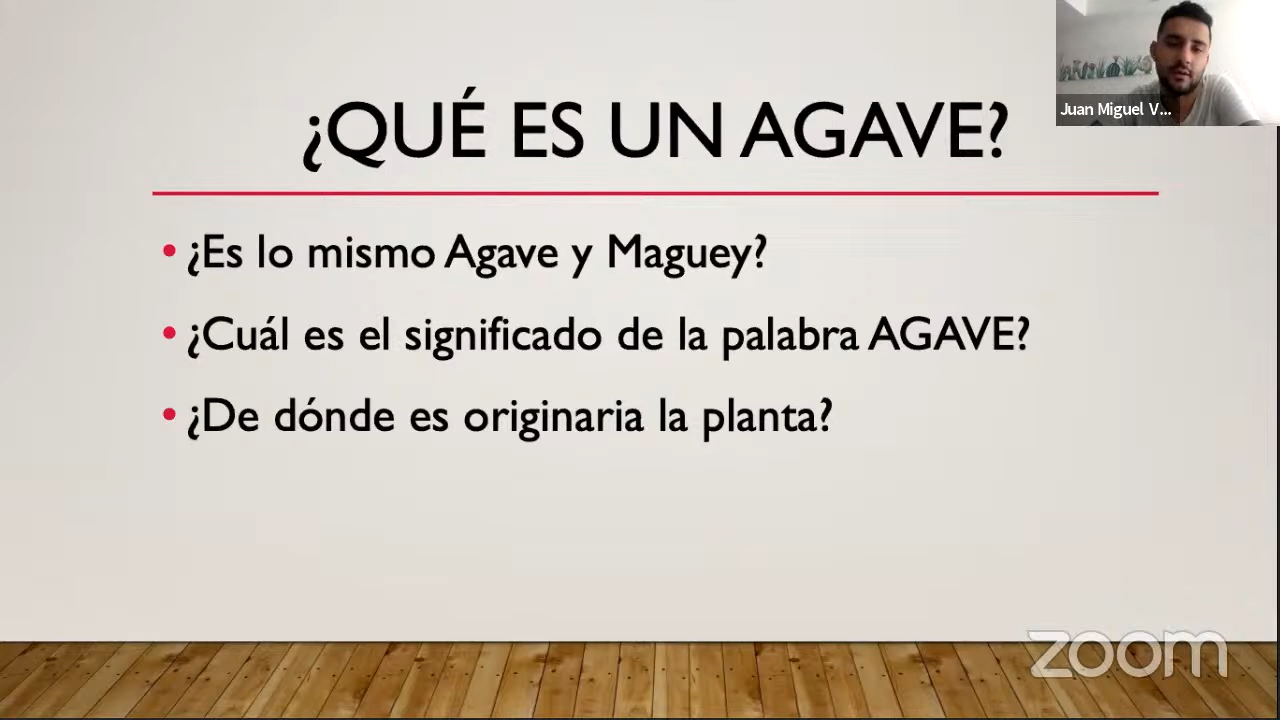 ¿QUÉ ES UN AGAVE?
Juan Miguel V...
• ¿Es lo mismo Agave y Maguey?
• ¿Cuál es el significado de la palabra AGAVE?
• ¿De dónde es originaria la planta?
zoom